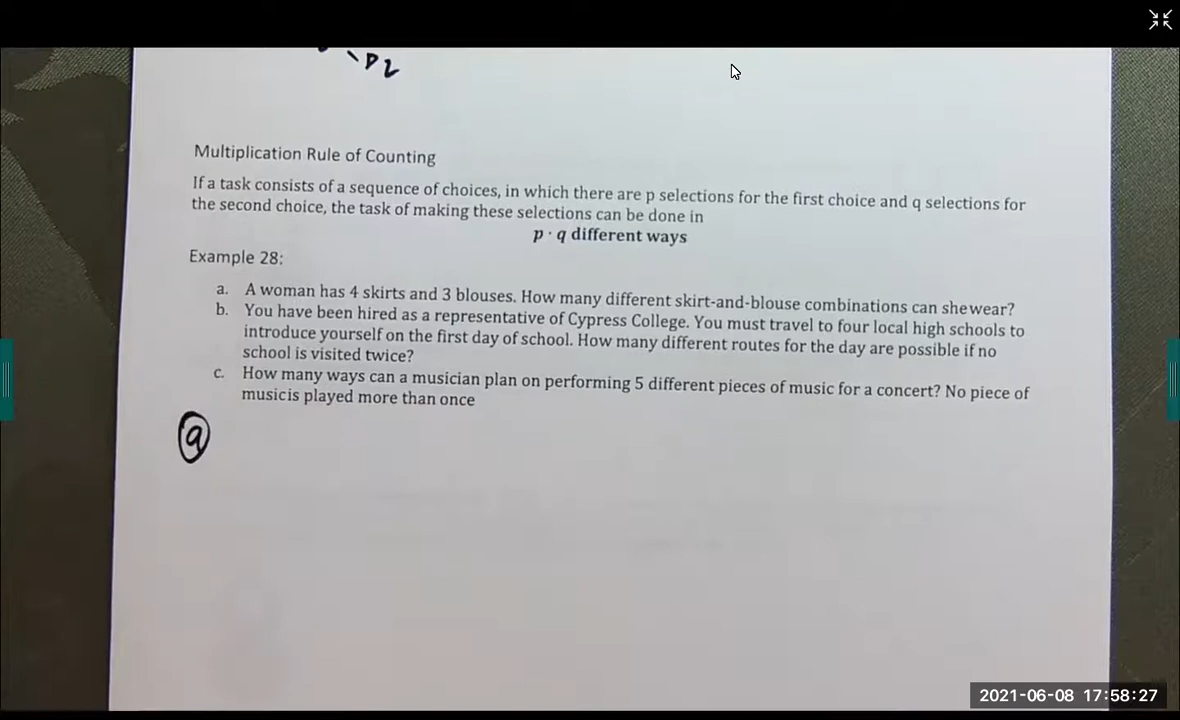 D2
Multiplication Rule of Counting
If a task consists of a sequence of choices, in which there are p selections for the first choice and q selections for
the second choice, the task of making these selections can be done in
p · q different ways
Example 28:
a. A woman has 4 skirts and 3 blouses. How many different skirt-and-blouse combinations can shewear?
b. You have been hired as a representative of Cypress College. You must travel to four local high schools to
introduce yourself on the first day of school. How many different routes for the day are possible if no
school is visited twice?
c. How many ways can a musician plan on performing 5 different pieces of music for a concert? No piece of
musicis played more than once
a
2021-06-08 17:58:27